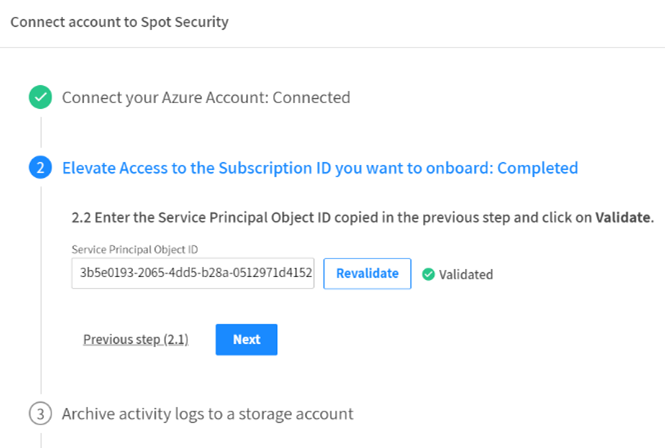 Connect account to Spot Security
Connect your Azure Account: Connected
2 Elevate Access to the Subscription ID you want to onboard: Completed
2.2 Enter the Service Principal Object ID copied in the previous step and click on Validate.
Service Principal Object ID
3b5e0193-2065-4dd5-b28a-0512971d4152 Revalidate Validated
Previous step (2.1) Next
3 Archive activity logs to a storage account